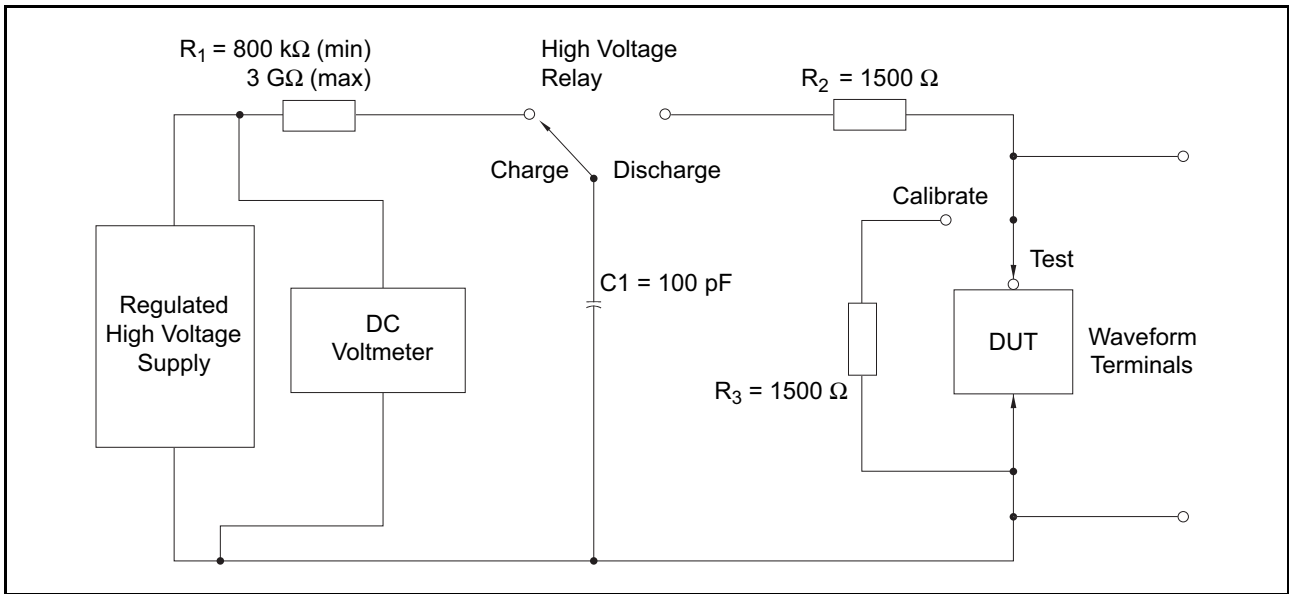 R1 = 800 kΩ (min)
3 GΩ (max)
High Voltage
Relay
R2 = 1500 Ω
Charge
Discharge
Calibrate
Test
C1 = 100 pF
Regulated
High Voltage
Supply
DC
Voltmeter
DUT
Waveform
Terminals
R3 = 1500 Ω